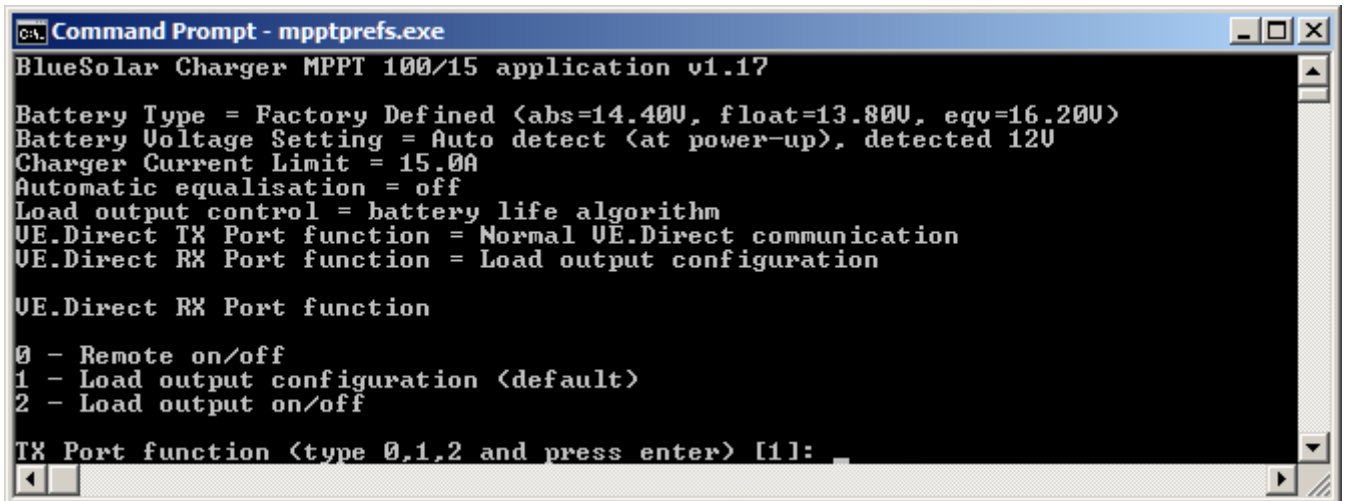 Command Prompt - mpptprefs.exe
BlueSolar Charger MPPT 100/15 application v1.17
Battery Type = Factory Defined (abs=14.40V, float=13.80V, eqv=16.20V)
Battery Voltage Setting = Auto detect (at power-up), detected 12V
Charger Current Limit = 15.0A
Automatic equalisation = off
Load output control = battery life algorithm
VE.Direct TX Port function = Normal VE.Direct communication
VE.Direct RX Port function = Load output configuration
VE.Direct RX Port function
0 - Remote on/off
1 - Load output configuration (default)
2 - Load output on/off
TX Port function (type 0,1,2 and press enter) [1]: _